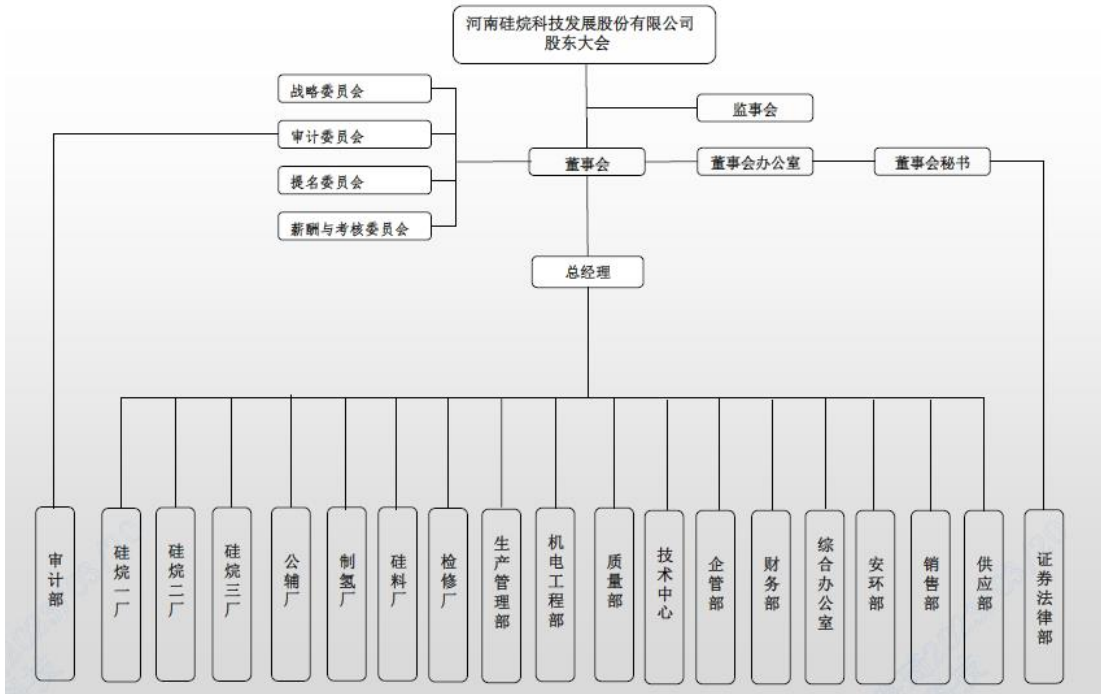 河南硅烷科技发展股份有限公司
股东大会
战略委员会
监事会
审计委员会
董事会
董事会办公室
董事会秘书
提名委员会
薪酬与考核委员会
总经理
审计部
硅烷一厂
硅烷二厂
硅烷三厂
公辅厂
制氢厂
硅料厂
检修厂
生产管理部
机电工程部
质量部
技术中心
企管部
财务部
综合办公室
安环部
销售部
供应部
证券法律部